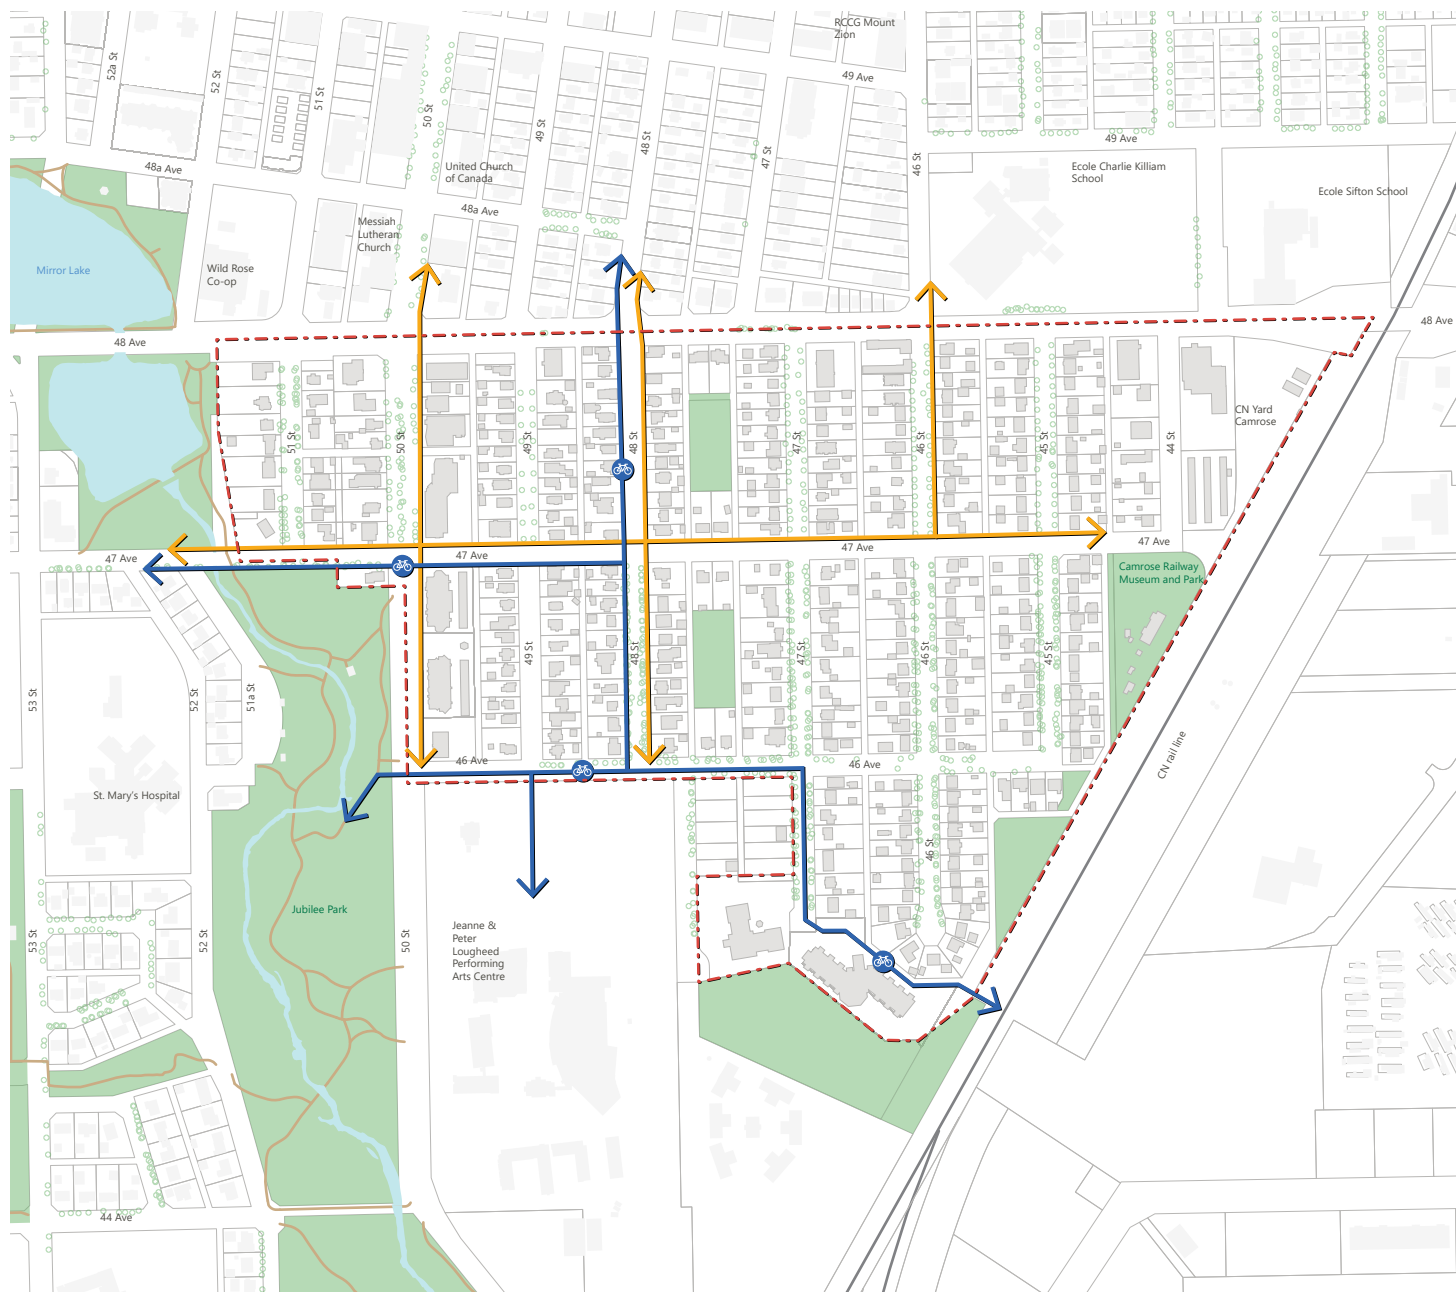 RCCG Mount
Zion
52a St
52 St
51 St
50 St
49 St
48 St
47 St
46 St
49 Ave
49 Ave
48a Ave
United Church
of Canada
Ecole Charlie Killiam
School
Ecole Sifton School
48a Ave
Messiah
Lutheran
Church
Mirror Lake
Wild Rose
Co-op
48 Ave
48 Ave
CN Yard
Camrose
51 St
50 St
49 St
48 St
47 St
46 St
45 St
44 St
47 Ave
47 Ave
47 Ave
47 Ave
Camrose Railway
Museum and Park
53 St
52 St
51a St
49 St
48 St
47 St
46 St
45 St
46 Ave
46 Ave
CN rail line
St. Mary's Hospital
46 St
Jubilee Park
53 St
52 St
50 St
Jeanne &
Peter
Lougheed
Performing
Arts Centre
44 Ave